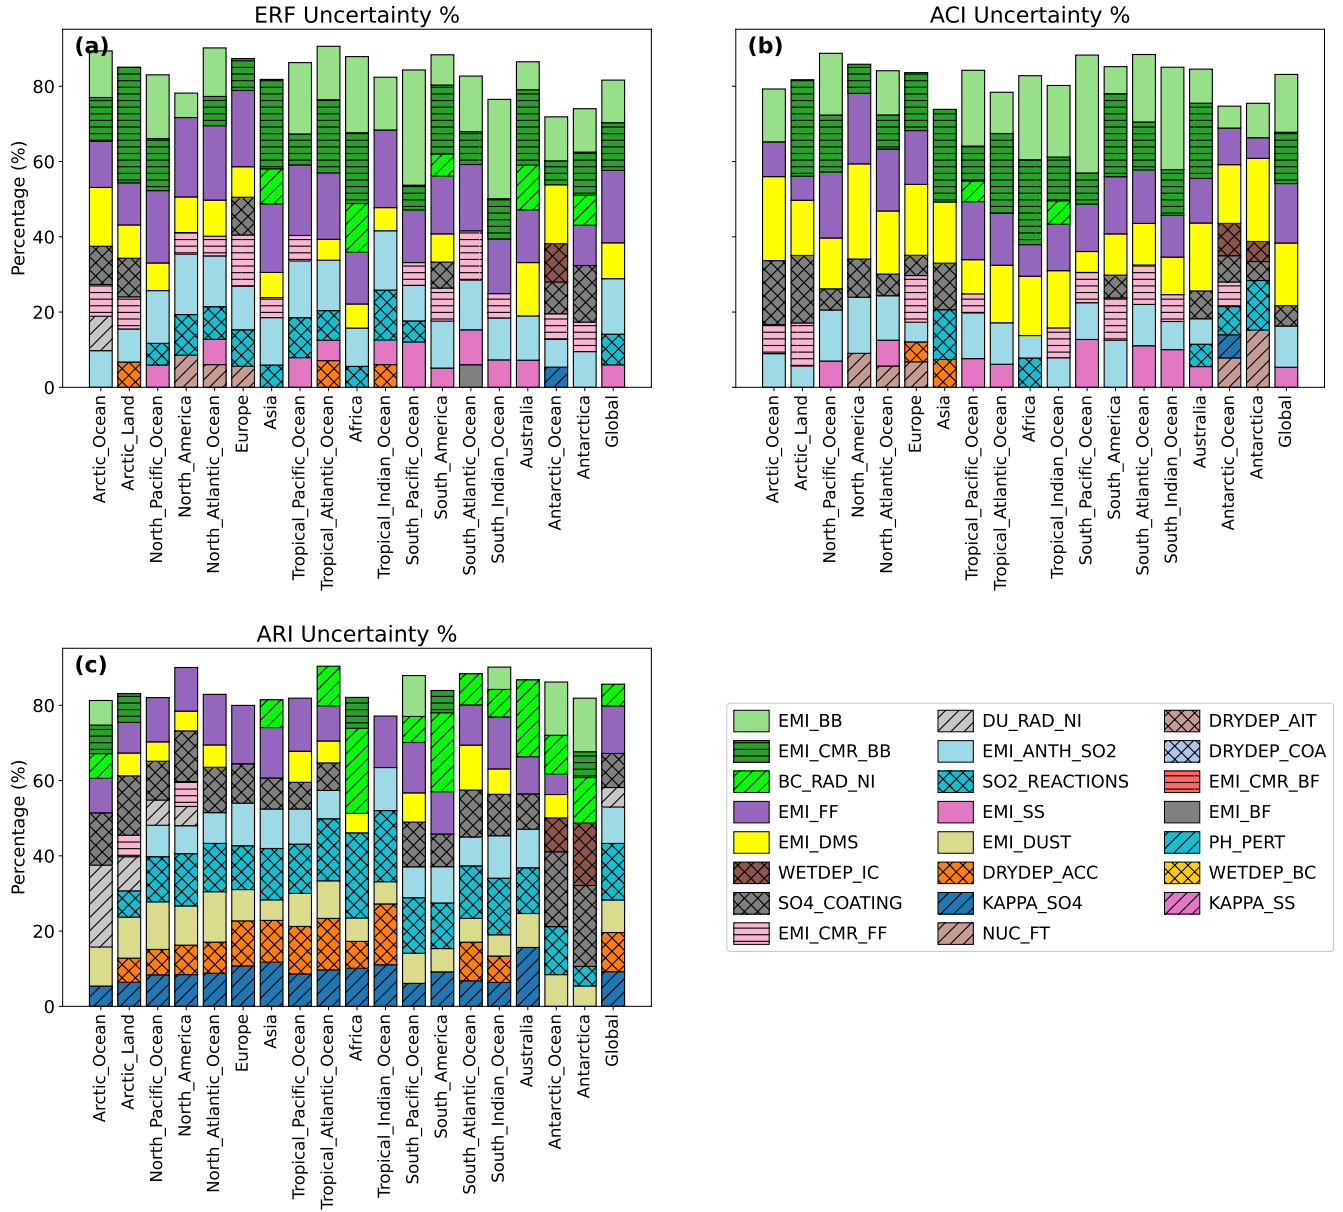 ERF Uncertainty %
ACI Uncertainty %
(a)
(b)
Percentage (%)
80
60
40
20
0
Arctic_Ocean
Arctic_Land
North_Pacific_Ocean
North_America
North_Atlantic_Ocean
Europe
Asia
Tropical_Pacific_Ocean
Tropical_Atlantic_Ocean
Africa
Tropical_Indian_Ocean
South_Pacific_Ocean
South_America
South_Atlantic_Ocean
South_Indian_Ocean
Australia
Antarctic_Ocean
Antarctica
Global
80
60
40
20
0
Arctic_Ocean
Arctic_Land
North_Pacific_Ocean
North_America
North_Atlantic_Ocean
Europe
Asia
Tropical_Pacific_Ocean
Tropical_Atlantic_Ocean
Africa
Tropical_Indian_Ocean
South_Pacific_Ocean
South_America
South_Atlantic_Ocean
South_Indian_Ocean
Australia
Antarctic_Ocean
Antarctica
Global
ARI Uncertainty %
(c)
Percentage (%)
80
60
40
20
0
Arctic_Ocean
Arctic_Land
North_Pacific_Ocean
North_America
North_Atlantic_Ocean
Europe
Asia
Tropical_Pacific_Ocean
Tropical_Atlantic_Ocean
Africa
Tropical_Indian_Ocean
South_Pacific_Ocean
South_America
South_Atlantic_Ocean
South_Indian_Ocean
Australia
Antarctic_Ocean
Antarctica
Global
EMI_BB
EMI_CMR_BB
BC_RAD_NI
EMI_FF
EMI_DMS
WETDEP_IC
SO4_COATING
EMI_CMR_FF
DU_RAD_NI
EMI_ANTH_SO2
SO2_REACTIONS
EMI_SS
EMI_DUST
DRYDEP_ACC
KAPPA_SO4
NUC_FT
DRYDEP_AIT
DRYDEP_COA
EMI_CMR_BF
EMI_BF
PH_PERT
WETDEP_BC
KAPPA_SS